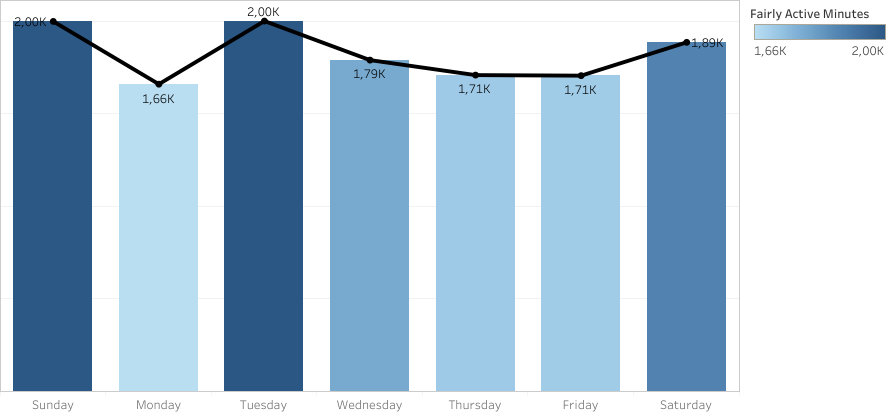 2,00K
1,66K
2,00K
1,79K
1,71K
1,71K
1,89K
Sunday
Monday
Tuesday
Wednesday
Thursday
Friday
Saturday
Fairly Active Minutes
1,66K 2,00K